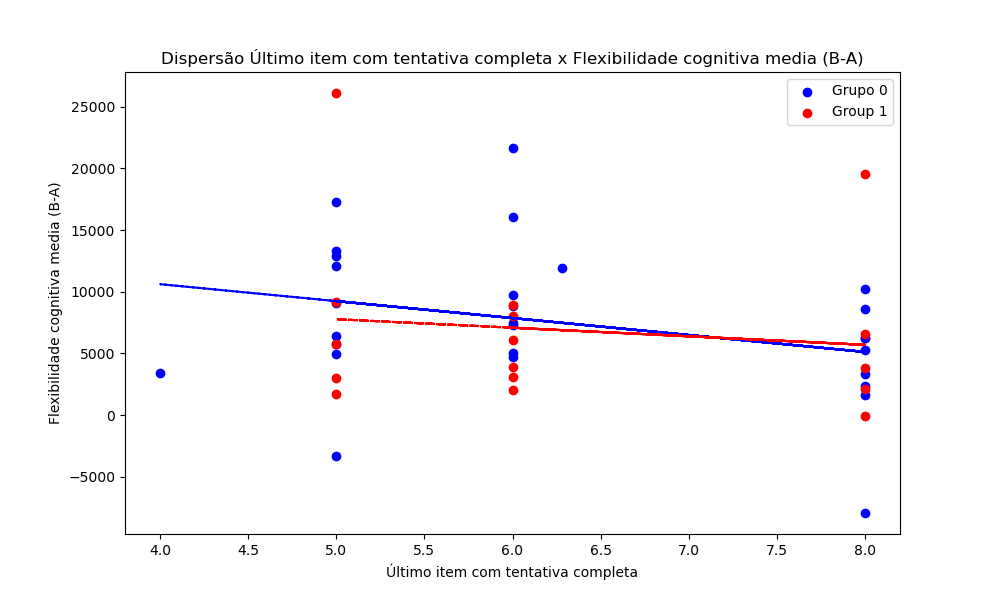 Dispersão Último item com tentativa completa x Flexibilidade cognitiva media (B-A)
Grupo 0
Group 1
Flexibilidade cognitiva media (B-A)
25000
20000
15000
10000
5000
0
−5000
4.0 4.5 5.0 5.5 6.0 6.5 7.0 7.5 8.0
Último item com tentativa completa